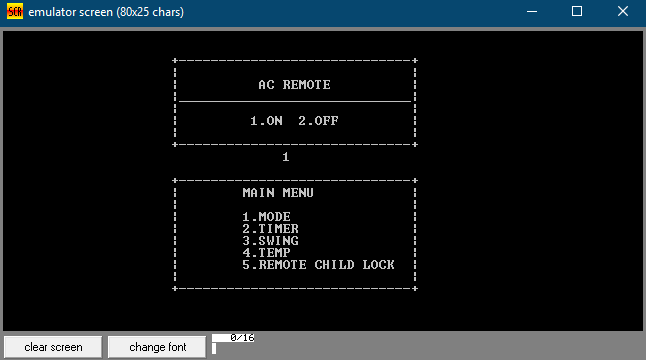 SCR emulator screen (80x25 chars)
AC REMOTE
1.ON 2.OFF
1
MAIN MENU
1.MODE
2.TIMER
3.SWING
4.TEMP
5.REMOTE CHILD LOCK
clear screen
change font
0/16